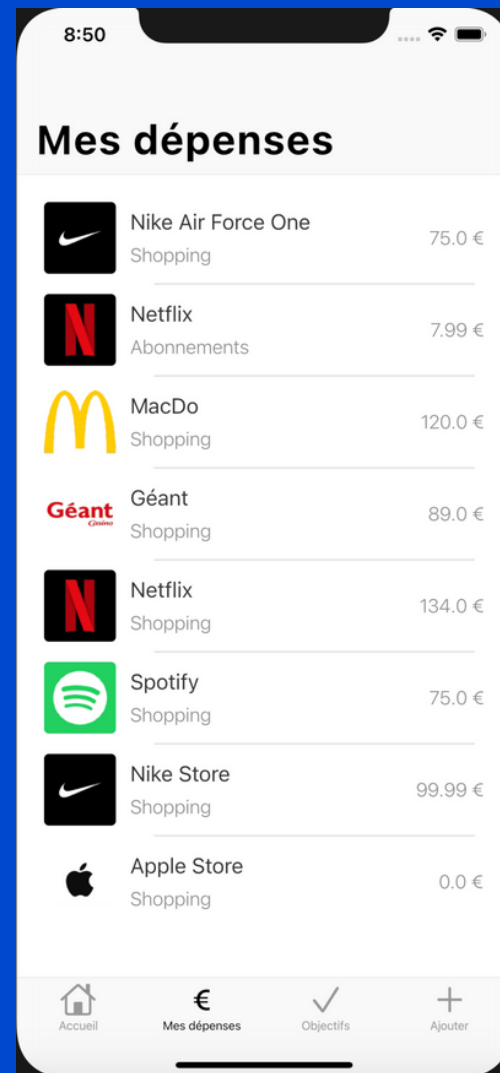 8:50
Mes dépenses
Nike Air Force One
75.0 €
Shopping
N
Netflix
7.99 €
Abonnements
MacDo
120.0 €
Shopping
Géant
Casino
Géant
89.0 €
Shopping
N
Netflix
134.0 €
Shopping
Spotify
75.0 €
Shopping
Nike Store
99.99 €
Shopping
Apple Store
0.0 €
Shopping
€
Accueil
Mes dépenses
Objectifs
Ajouter